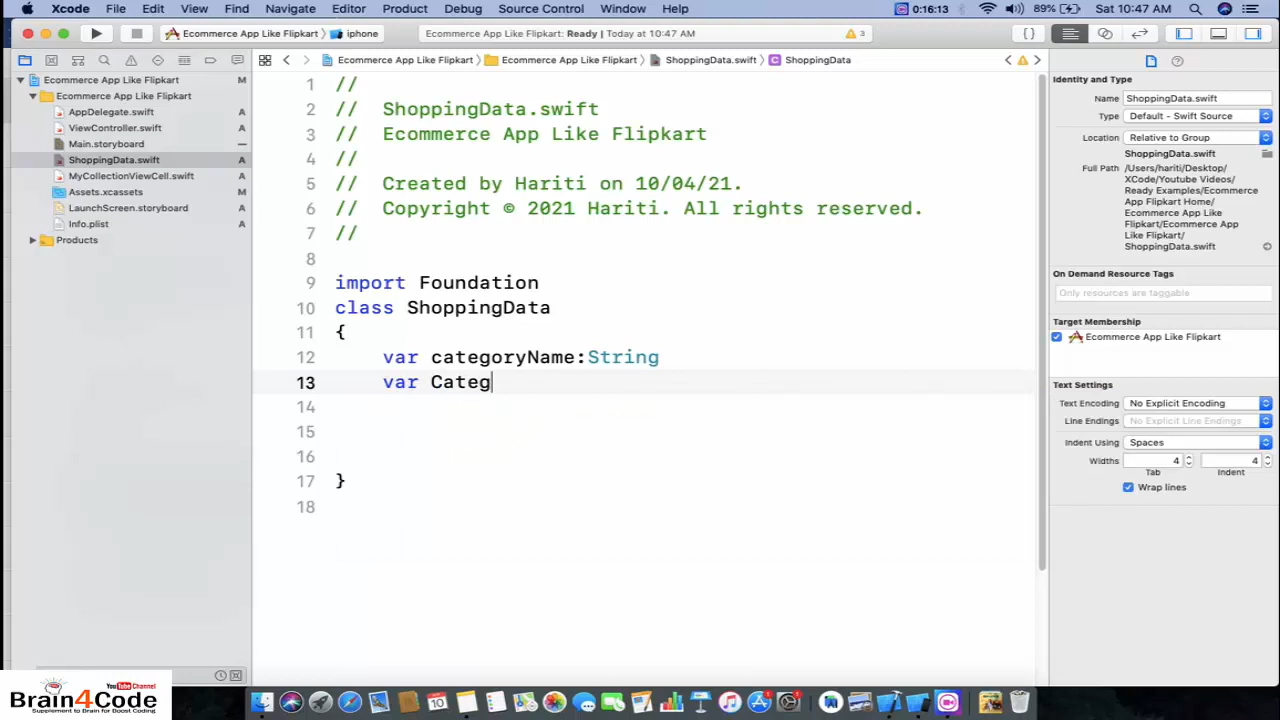 Xcode File Edit View Find Navigate Editor Product Debug Source Control Window Help 0:16:13 89% Sat 10:47 AM
Ecommerce App Like Flipkart iphone
Ecommerce App Like Flipkart: Ready | Today at 10:47 AM
3
{ }
Ecommerce App Like Flipkart M
Ecommerce App Like Flipkart
AppDelegate.swift A
ViewController.swift A
Main.storyboard
ShoppingData.swift A
MyCollectionViewCell.swift A
Assets.xcassets M
LaunchScreen.storyboard A
Info.plist A
Products
Ecommerce App Like Flipkart Ecommerce App Like Flipkart ShoppingData.swift C ShoppingData
1 //
2 // ShoppingData.swift
3 // Ecommerce App Like Flipkart
4 //
5 // Created by Hariti on 10/04/21.
6 // Copyright © 2021 Hariti. All rights reserved.
7 //
8
9 import Foundation
10 class ShoppingData
11 {
12 var categoryName:String
13 var Categ
14
15
16
17 }
18
Identity and Type
Name ShoppingData.swift
Type Default - Swift Source
Location Relative to Group
ShoppingData.swift
Full Path /Users/hariti/Desktop/
XCode/Youtube Videos/
Ready Examples/Ecommerce
App Flipkart Home/
Ecommerce App Like
Flipkart/Ecommerce App
Like Flipkart/
ShoppingData.swift
On Demand Resource Tags
Only resources are taggable
Target Membership
Ecommerce App Like Flipkart
Text Settings
Text Encoding No Explicit Encoding
Line Endings No Explicit Line Endings
Indent Using Spaces
Widths 4 4
Tab Indent
Wrap lines
YouTube Channel
Brain4Code
Supplement to Brain for Boost Coding